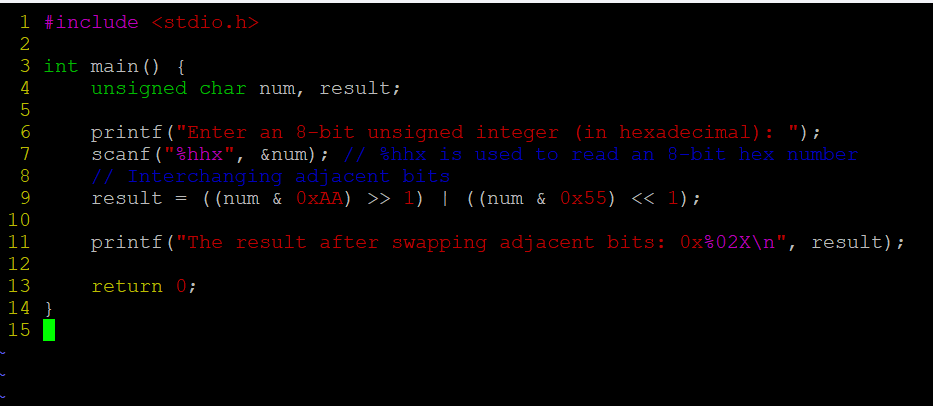 1 #include <stdio.h>
2
3 int main() {
4     unsigned char num, result;
5
6     printf("Enter an 8-bit unsigned integer (in hexadecimal): ");
7     scanf("%hhx", &num); // %hhx is used to read an 8-bit hex number
8     // Interchanging adjacent bits
9     result = ((num & 0xAA) >> 1) | ((num & 0x55) << 1);
10
11     printf("The result after swapping adjacent bits: 0x%02X\n", result);
12
13     return 0;
14 }
15
~
~
~